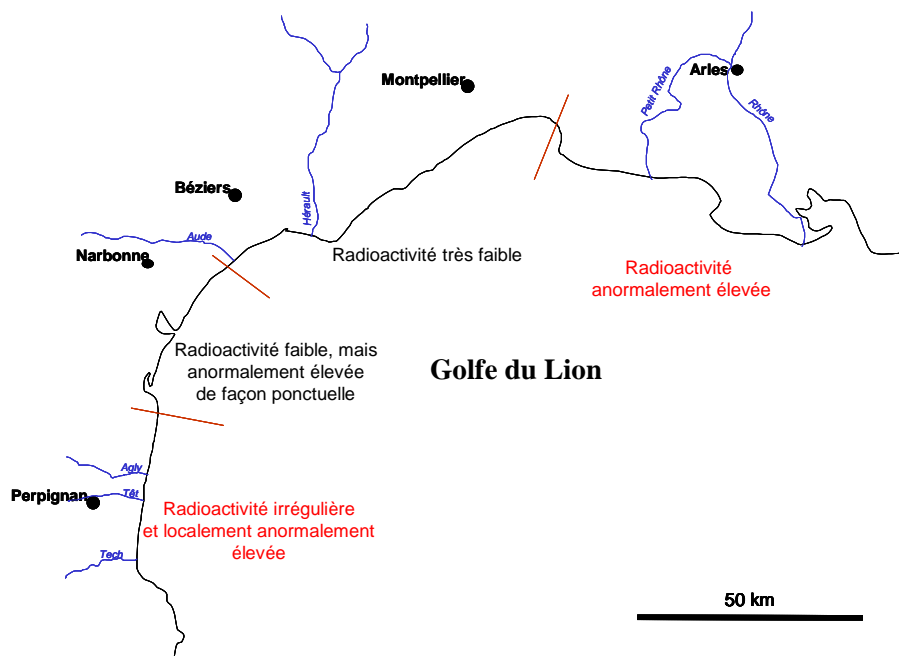 Montpellier
Arles
Petit Rhône
Rhône
Béziers
Hérault
Aude
Narbonne
Radioactivité très faible
Radioactivité
anormalement élevée
Radioactivité faible, mais
anormalement élevée
de façon ponctuelle
Golfe du Lion
Agly
Perpignan
Têt
Radioactivité irrégulière
et localement anormalement
élevée
Tech
50 km